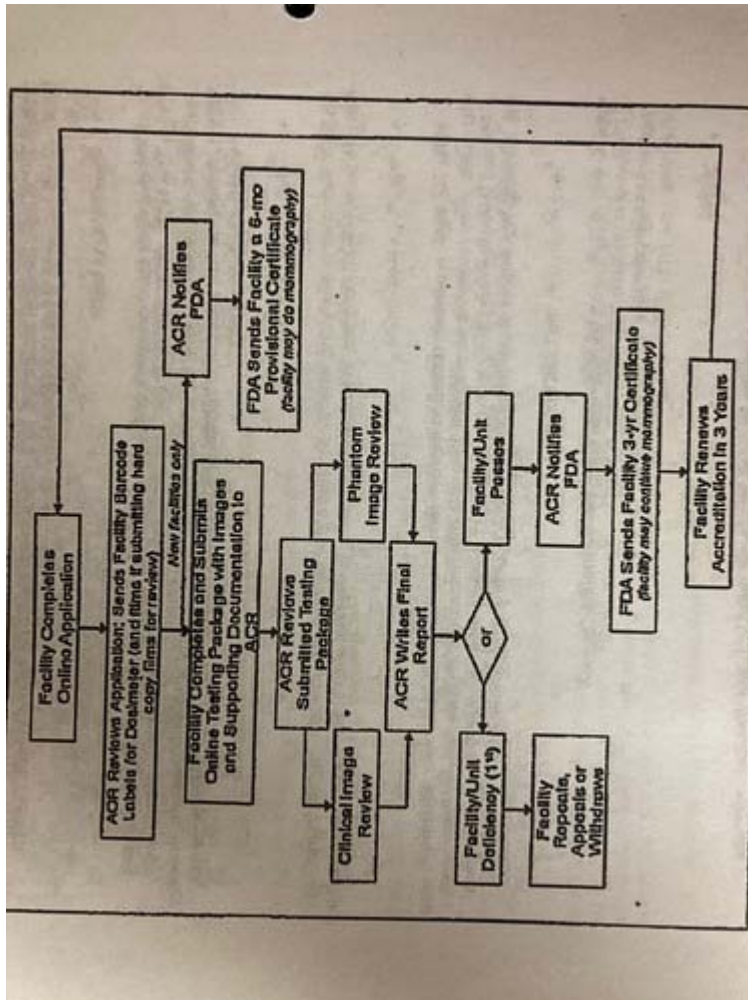 Facility Completes
Online Application
ACR Reviews Application; Sends Facility Barcode
Labels for Dosimeter (and films if submitting hard
copy films for review)
New facilities only
ACR Notifies
FDA
FDA Sends Facility a 6-mo
Provisional Certificate
(facility may do mammography)
Facility Completes and Submits
Online Testing Package with Images
and Supporting Documentation to
ACR
ACR Reviews
Submitted Testing
Package
Clinical Image
Review
Phantom
Image Review
ACR Writes Final
Report
or
Facility/Unit
Deficiency (1st)
Facility
Repeats,
Appeals or
Withdraws
Facility/Unit
Passes
ACR Notifies
FDA
FDA Sends Facility 3-yr Certificate
(facility may continue mammography)
Facility Renews
Accreditation in 3 Years